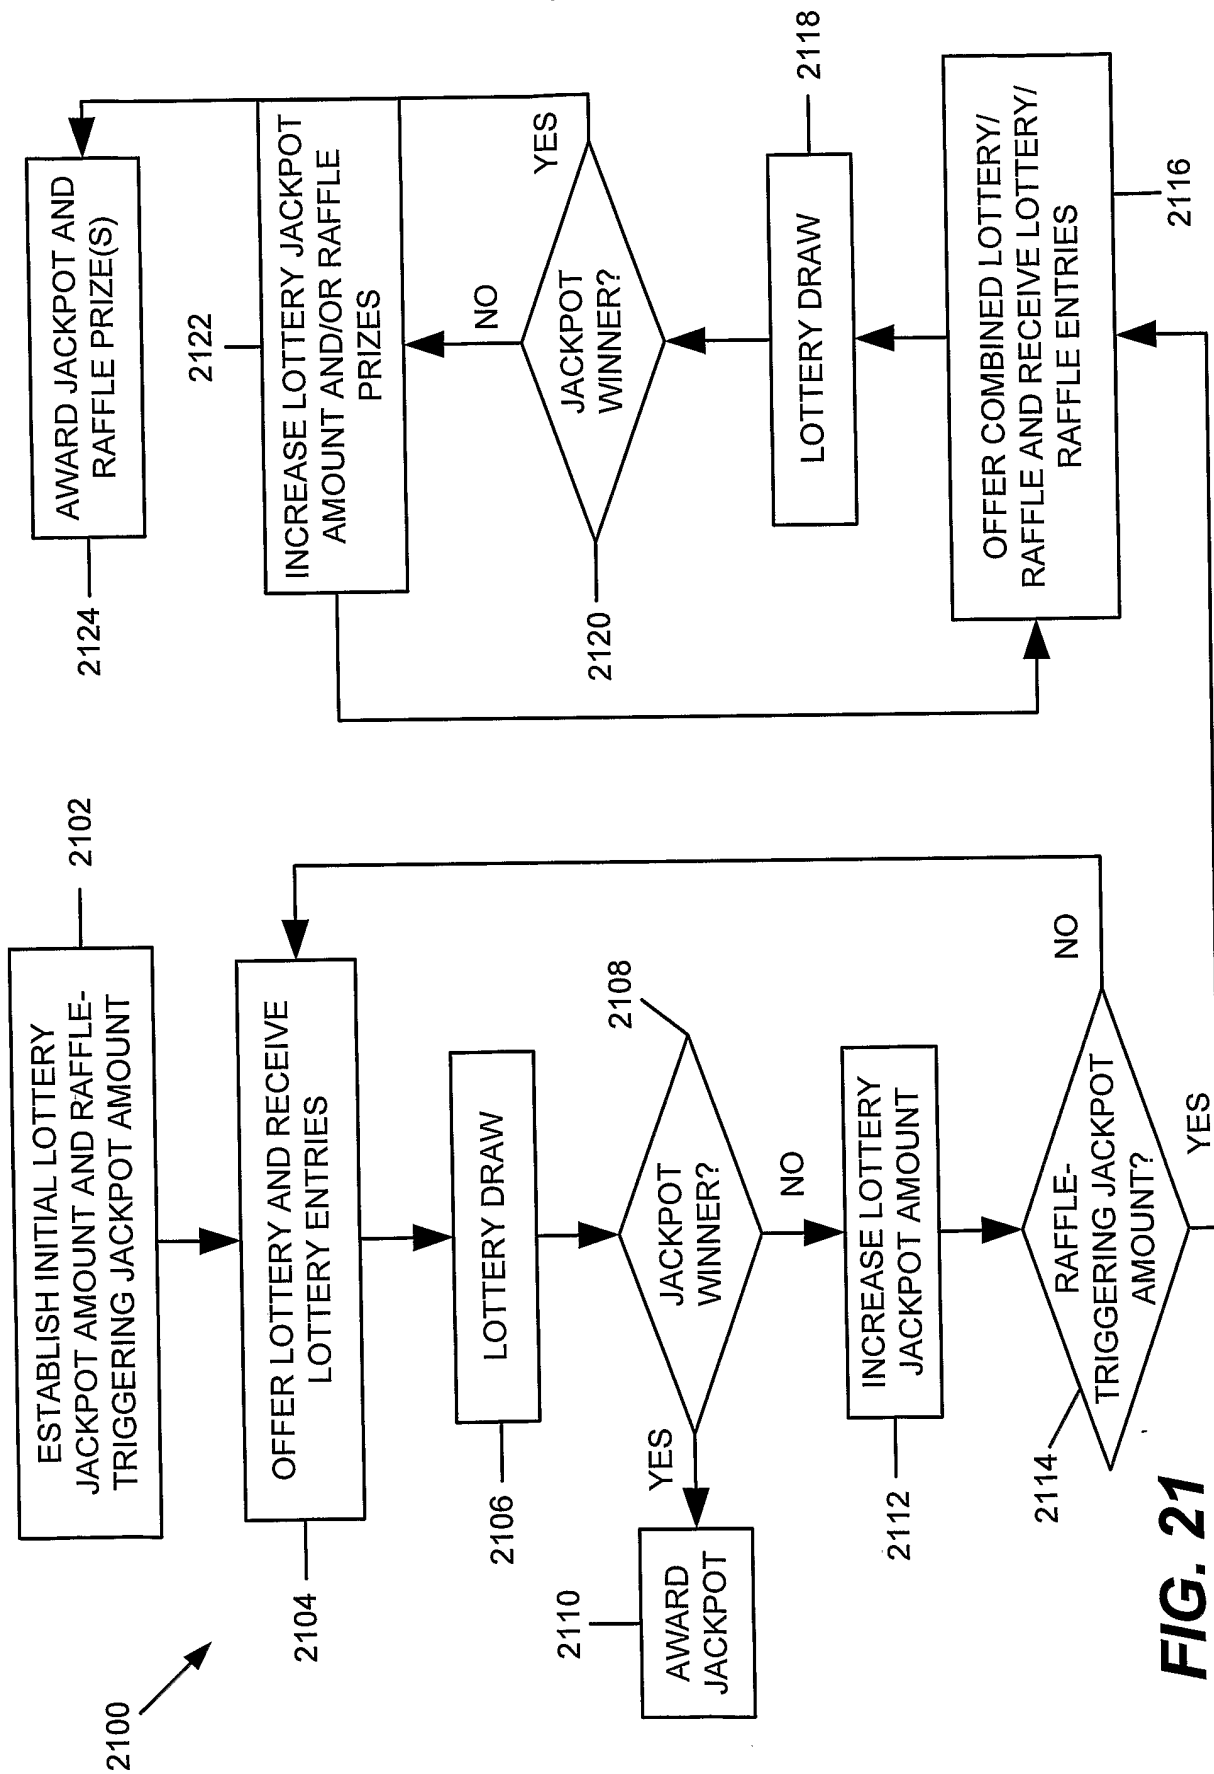 2100
2102
ESTABLISH INITIAL LOTTERY
JACKPOT AMOUNT AND RAFFLE-
TRIGGERING JACKPOT AMOUNT
2104
OFFER LOTTERY AND RECEIVE
LOTTERY ENTRIES
2106
LOTTERY DRAW
2108
JACKPOT
WINNER?
YES
NO
2110
AWARD
JACKPOT
2112
INCREASE LOTTERY
JACKPOT AMOUNT
2114
RAFFLE-
TRIGGERING JACKPOT
AMOUNT?
NO
YES
2124
AWARD JACKPOT AND
RAFFLE PRIZE(S)
2122
INCREASE LOTTERY JACKPOT
AMOUNT AND/OR RAFFLE
PRIZES
NO
YES
2120
JACKPOT
WINNER?
2118
LOTTERY DRAW
OFFER COMBINED LOTTERY/
RAFFLE AND RECEIVE LOTTERY/
RAFFLE ENTRIES
2116
FIG. 21